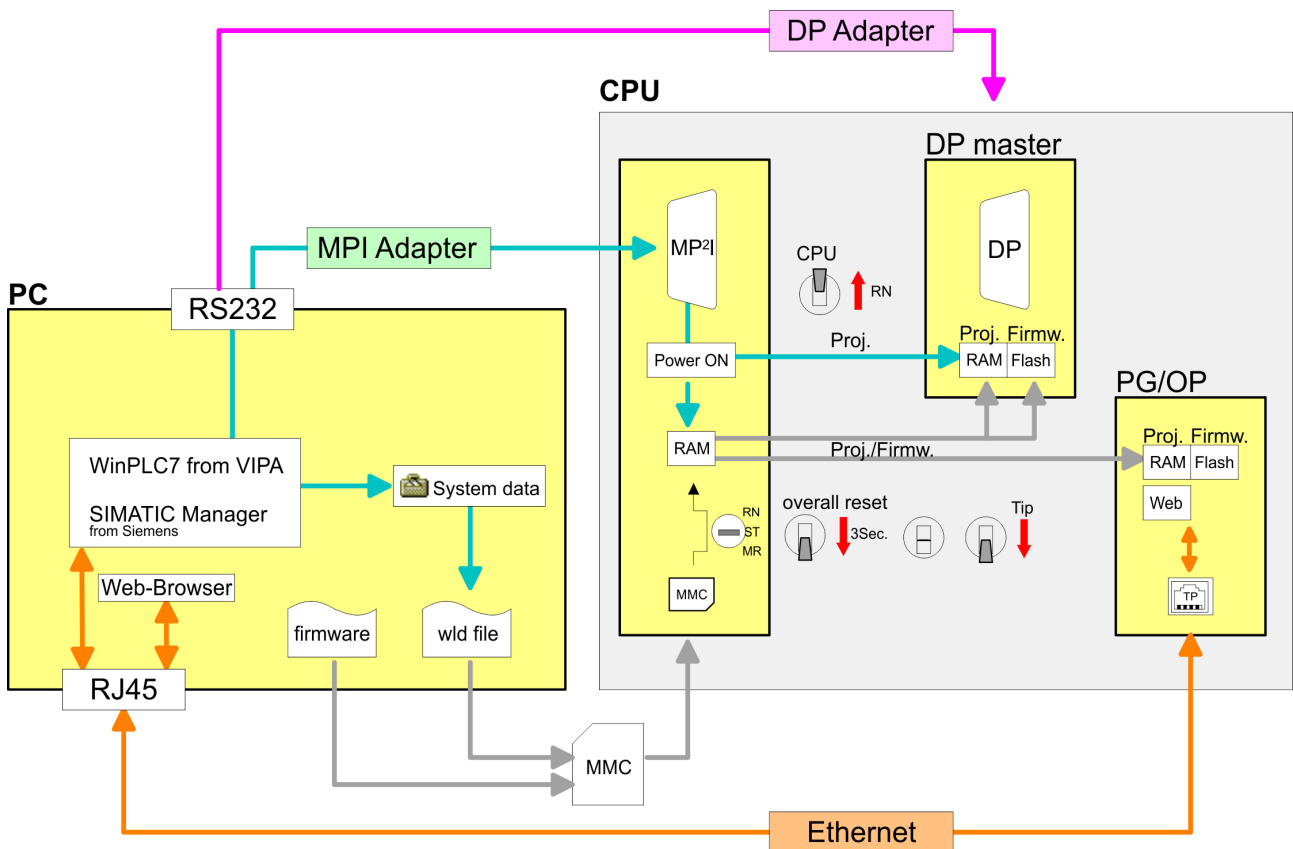 DP Adapter
CPU
DP master
MPI Adapter
MP²I
DP
CPU
RN
PC
RS232
Proj.
Proj. Firmw.
Power ON
RAM Flash
PG/OP
RAM
Proj./Firmw.
Proj. Firmw.
RAM Flash
WinPLC7 from VIPA
System data
SIMATIC Manager
from Siemens
RN
ST
MR
overall reset
3Sec.
Tip
Web
Web-Browser
MMC
TP
firmware
wld file
RJ45
MMC
Ethernet